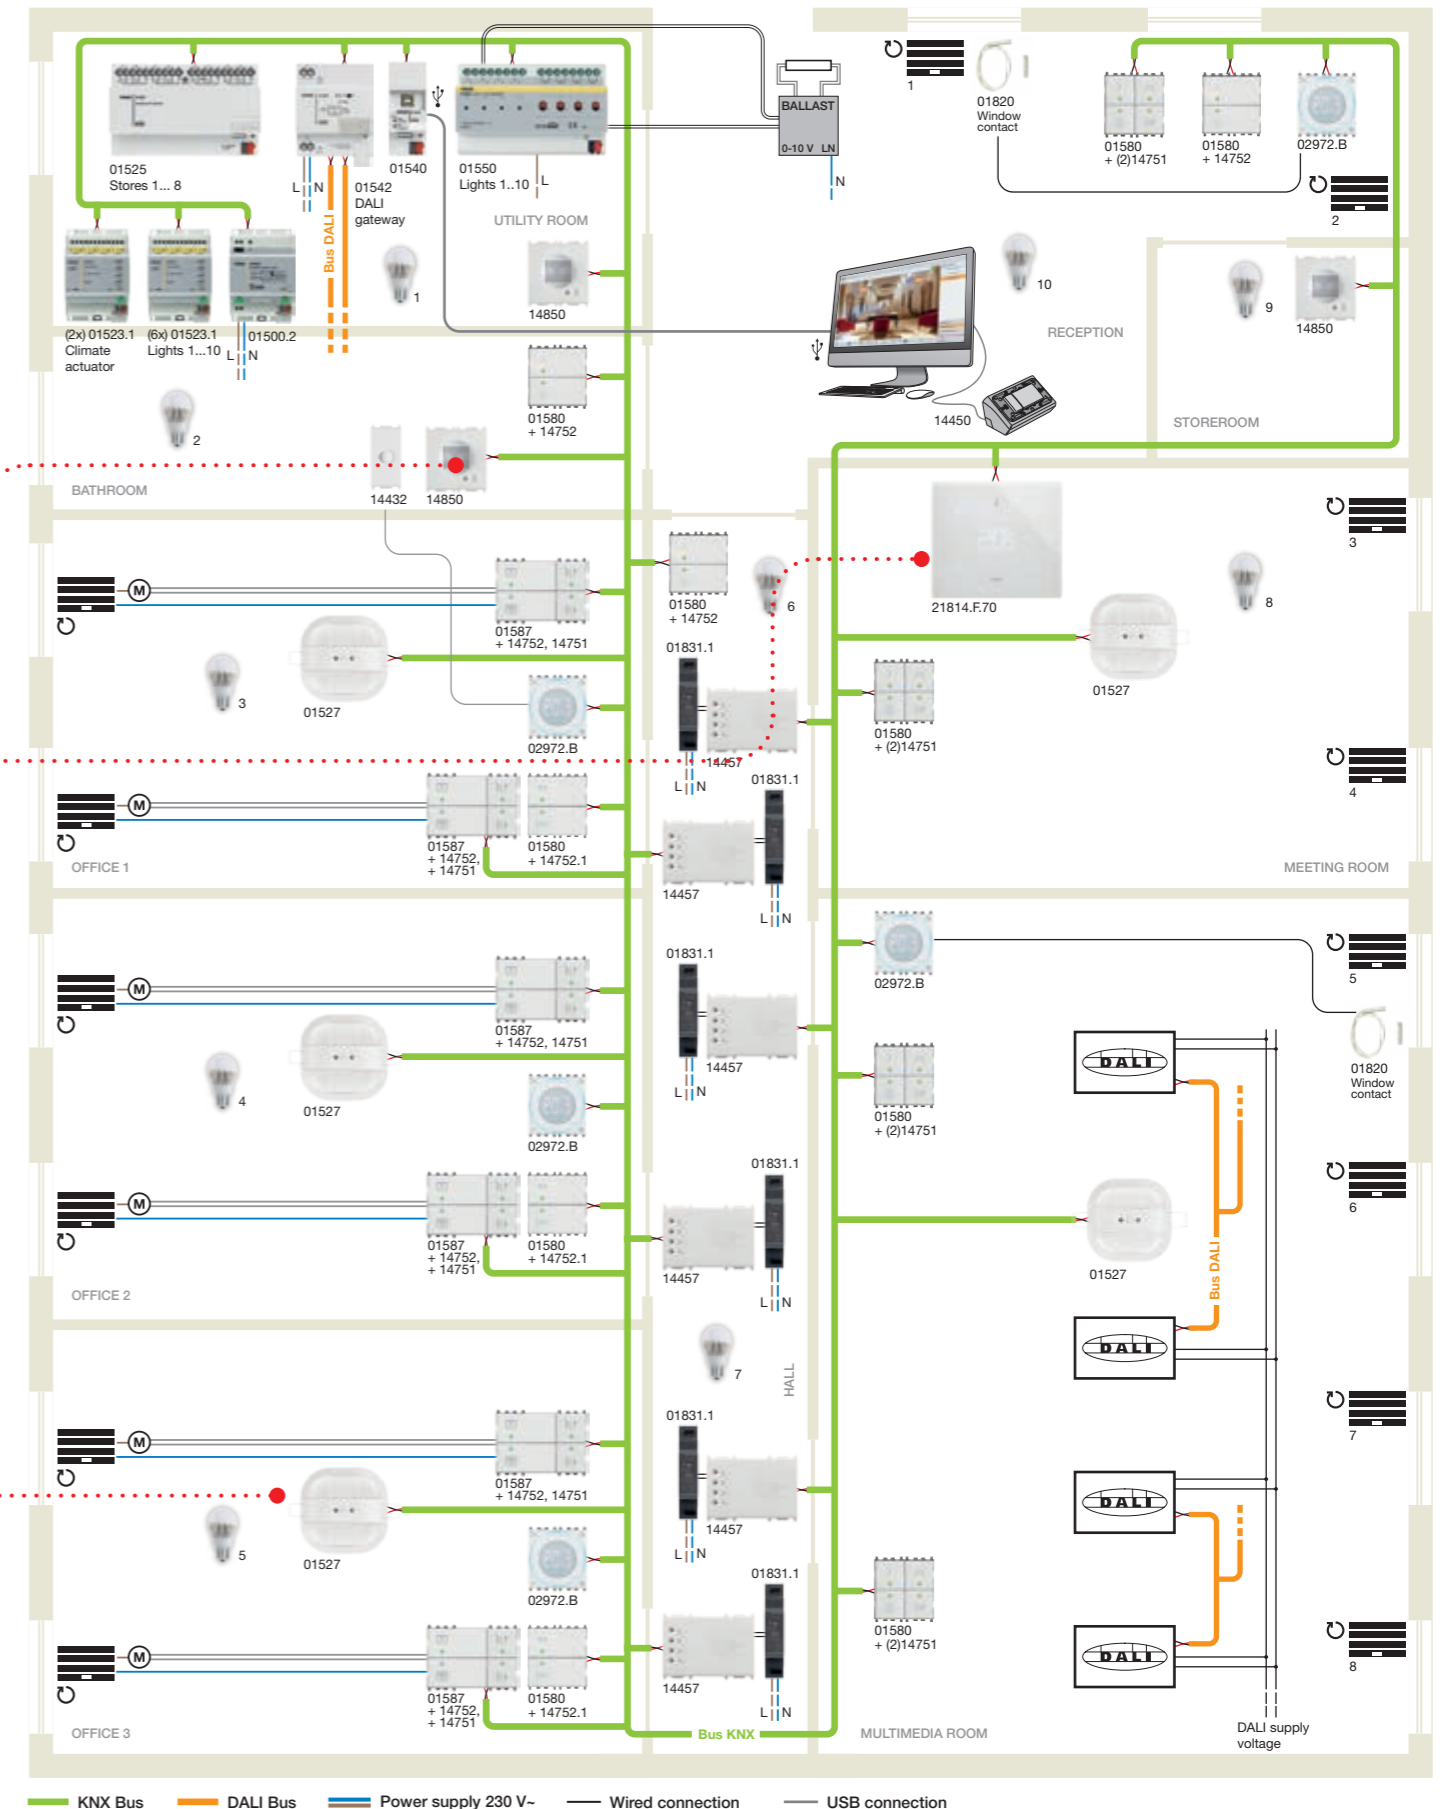 1
01820
Window
contact
01580
+ (2)14751
01580
+ 14752
02972.B
2
BALLAST
0-10 V LN
N
01525
Stores 1... 8
L N
01542
DALI
gateway
01540
01550
Lights 1..10
L
UTILITY ROOM
Bus DALI
1
14850
(2x) 01523.1
Climate
actuator
(6x) 01523.1
Lights 1...10
01500.2
L N
10
RECEPTION
9
14850
STOREROOM
14450
2
01580
+ 14752
BATHROOM
14432
14850
3
01587
+ 14752, 14751
01580
+ 14752
6
21814.F.70
8
3
01527
02972.B
01831.1
14457
L N
01580
+ (2)14751
01527
4
01831.1
01587
+ 14752,
+ 14751
01580
+ 14752.1
OFFICE 1
14457
L N
MEETING ROOM
01587
+ 14752, 14751
4
01527
02972.B
01831.1
14457
L N
02972.B
5
01820
Window
contact
DALI
01580
+ (2)14751
01831.1
01587
+ 14752,
+ 14751
01580
+ 14752.1
OFFICE 2
14457
L N
6
01527
Bus DALI
DALI
7
HALL
7
01831.1
01587
+ 14752, 14751
5
01527
02972.B
14457
L N
DALI
01831.1
01580
+ (2)14751
8
DALI
01587
+ 14752,
+ 14751
01580
+ 14752.1
OFFICE 3
14457
L N
Bus KNX
MULTIMEDIA ROOM
DALI supply
voltage
M
M
M
M
M
M
KNX Bus
DALI Bus
Power supply 230 V~
Wired connection
USB connection